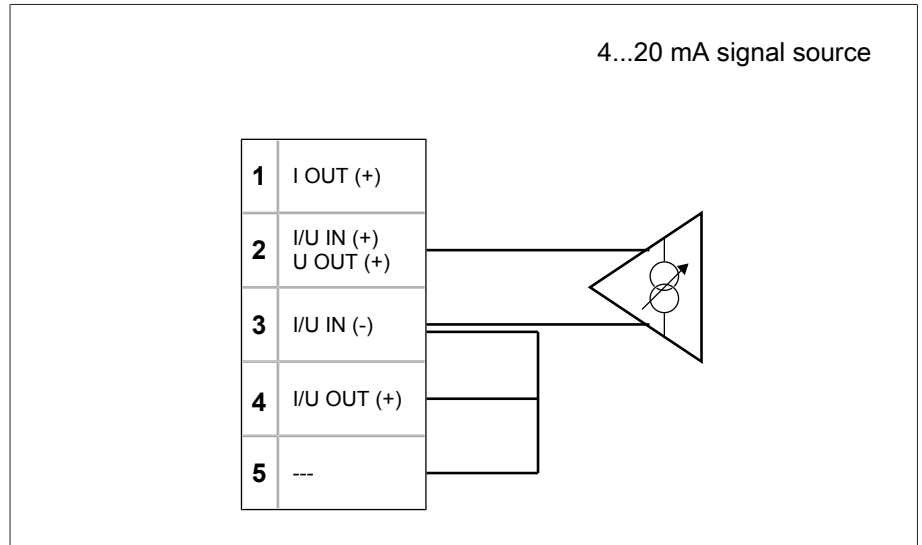 4...20 mA signal source
1 I OUT (+)
2 I/U IN (+)
U OUT (+)
3 I/U IN (-)
4 I/U OUT (+)
5 ---